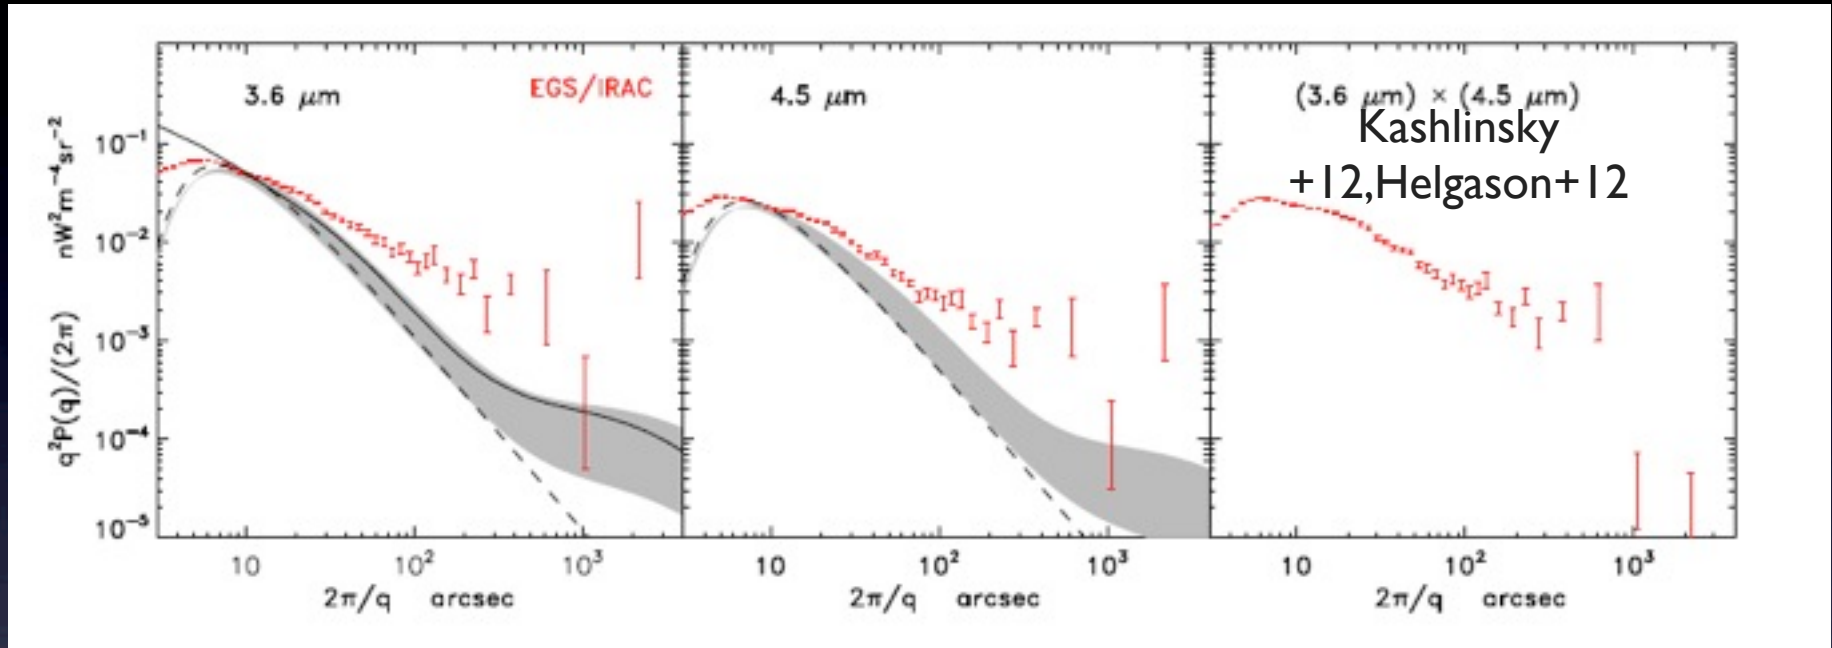 3.6 μm
EGS/IRAC
4.5 μm
(3.6 μm) × (4.5 μm)
Kashlinsky
+12,Helgason+12
q²P(q)/(2π) nW²m⁻⁴sr⁻²
10⁻¹
10⁻²
10⁻³
10⁻⁴
10⁻⁵
10 10² 10³
10 10² 10³
10 10² 10³
2π/q arcsec
2π/q arcsec
2π/q arcsec